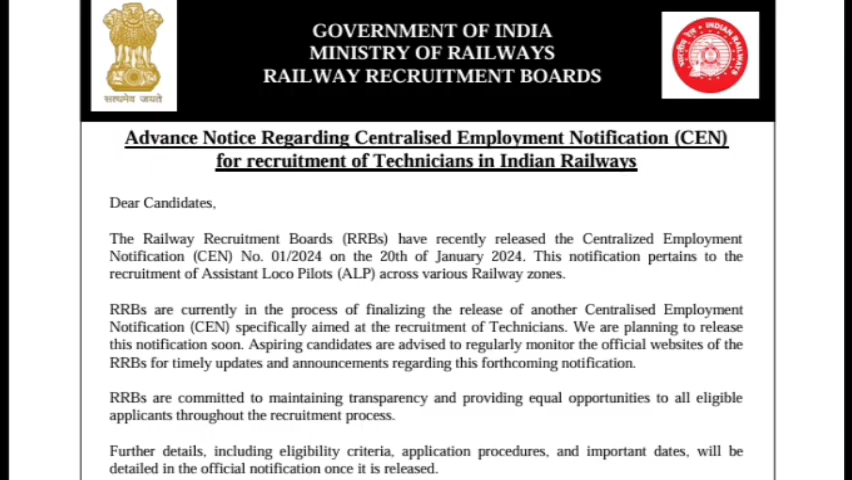 GOVERNMENT OF INDIA
MINISTRY OF RAILWAYS
RAILWAY RECRUITMENT BOARDS
सत्यमेव जयते
भारतीय रेल INDIAN RAILWAYS
Advance Notice Regarding Centralised Employment Notification (CEN)
for recruitment of Technicians in Indian Railways
Dear Candidates,
The Railway Recruitment Boards (RRBs) have recently released the Centralized Employment
Notification (CEN) No. 01/2024 on the 20th of January 2024. This notification pertains to the
recruitment of Assistant Loco Pilots (ALP) across various Railway zones.
RRBs are currently in the process of finalizing the release of another Centralised Employment
Notification (CEN) specifically aimed at the recruitment of Technicians. We are planning to release
this notification soon. Aspiring candidates are advised to regularly monitor the official websites of the
RRBs for timely updates and announcements regarding this forthcoming notification.
RRBs are committed to maintaining transparency and providing equal opportunities to all eligible
applicants throughout the recruitment process.
Further details, including eligibility criteria, application procedures, and important dates, will be
detailed in the official notification once it is released.